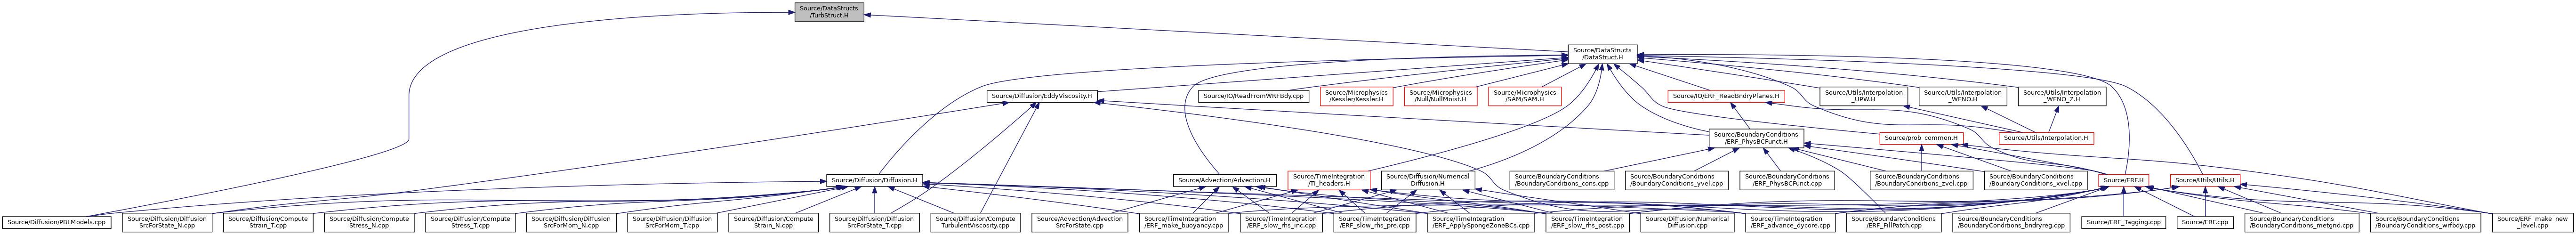 Source/DataStructs
/TurbStruct.H
Source/DataStructs
/DataStruct.H
Source/Diffusion/EddyViscosity.H
Source/IO/ReadFromWRFBdy.cpp
Source/Microphysics
/Kessler/Kessler.H
Source/Microphysics
/Null/NullMoist.H
Source/Microphysics
/SAM/SAM.H
Source/IO/ERF_ReadBndryPlanes.H
Source/Utils/Interpolation
_UPW.H
Source/Utils/Interpolation
_WENO.H
Source/Utils/Interpolation
_WENO_Z.H
Source/BoundaryConditions
/ERF_PhysBCFunct.H
Source/prob_common.H
Source/Utils/Interpolation.H
Source/Diffusion/Diffusion.H
Source/Advection/Advection.H
Source/TimeIntegration
/TI_headers.H
Source/Diffusion/Numerical
Diffusion.H
Source/BoundaryConditions
/BoundaryConditions_cons.cpp
Source/BoundaryConditions
/BoundaryConditions_yvel.cpp
Source/BoundaryConditions
/ERF_PhysBCFunct.cpp
Source/BoundaryConditions
/BoundaryConditions_zvel.cpp
Source/BoundaryConditions
/BoundaryConditions_xvel.cpp
Source/ERF.H
Source/Utils/Utils.H
Source/Diffusion/PBLModels.cpp
Source/Diffusion/Diffusion
SrcForState_N.cpp
Source/Diffusion/Compute
Strain_T.cpp
Source/Diffusion/Compute
Stress_N.cpp
Source/Diffusion/Compute
Stress_T.cpp
Source/Diffusion/Diffusion
SrcForMom_N.cpp
Source/Diffusion/Diffusion
SrcForMom_T.cpp
Source/Diffusion/Compute
Strain_N.cpp
Source/Diffusion/Diffusion
SrcForState_T.cpp
Source/Diffusion/Compute
TurbulentViscosity.cpp
Source/Advection/Advection
SrcForState.cpp
Source/TimeIntegration
/ERF_make_buoyancy.cpp
Source/TimeIntegration
/ERF_slow_rhs_inc.cpp
Source/TimeIntegration
/ERF_slow_rhs_pre.cpp
Source/TimeIntegration
/ERF_ApplySpongeZoneBCs.cpp
Source/TimeIntegration
/ERF_slow_rhs_post.cpp
Source/Diffusion/Numerical
Diffusion.cpp
Source/TimeIntegration
/ERF_advance_dycore.cpp
Source/BoundaryConditions
/ERF_FillPatch.cpp
Source/BoundaryConditions
/BoundaryConditions_bndryreg.cpp
Source/ERF_Tagging.cpp
Source/ERF.cpp
Source/BoundaryConditions
/BoundaryConditions_metgrid.cpp
Source/BoundaryConditions
/BoundaryConditions_wrfbdy.cpp
Source/ERF_make_new
_level.cpp